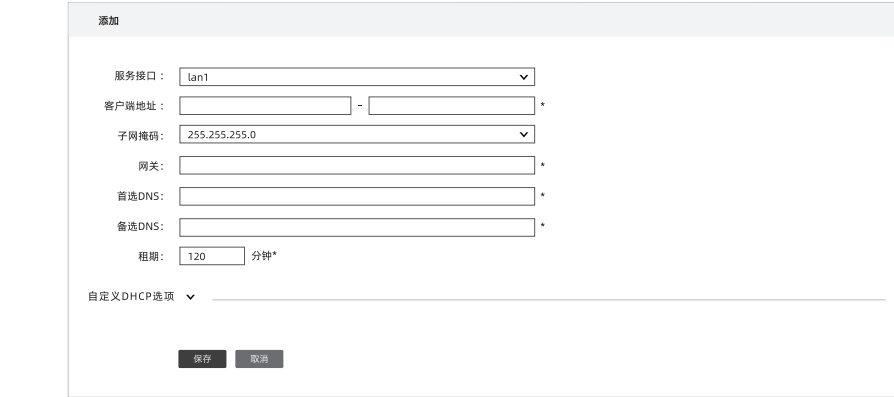 添加
服务接口： lan1
客户端地址： - *
子网掩码： 255.255.255.0
网关： *
首选DNS： *
备选DNS： *
租期： 120 分钟*
自定义DHCP选项
保存 取消